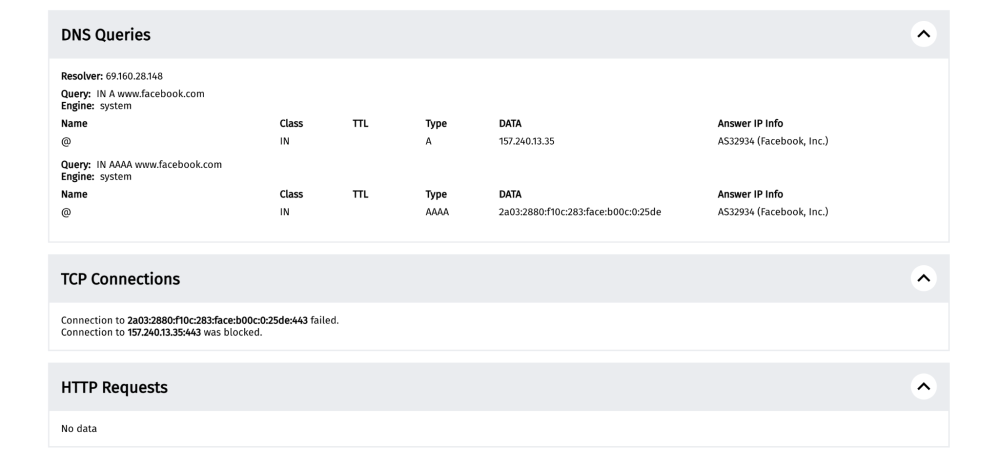 DNS Queries
Resolver: 69.160.28.148
Query: IN A www.facebook.com
Engine: system
Name Class TTL Type DATA Answer IP Info
@ IN A 157.240.13.35 AS32934 (Facebook, Inc.)
Query: IN AAAA www.facebook.com
Engine: system
Name Class TTL Type DATA Answer IP Info
@ IN AAAA 2a03:2880:f10c:283:face:b00c:0:25de AS32934 (Facebook, Inc.)
TCP Connections
Connection to 2a03:2880:f10c:283:face:b00c:0:25de:443 failed.
Connection to 157.240.13.35:443 was blocked.
HTTP Requests
No data